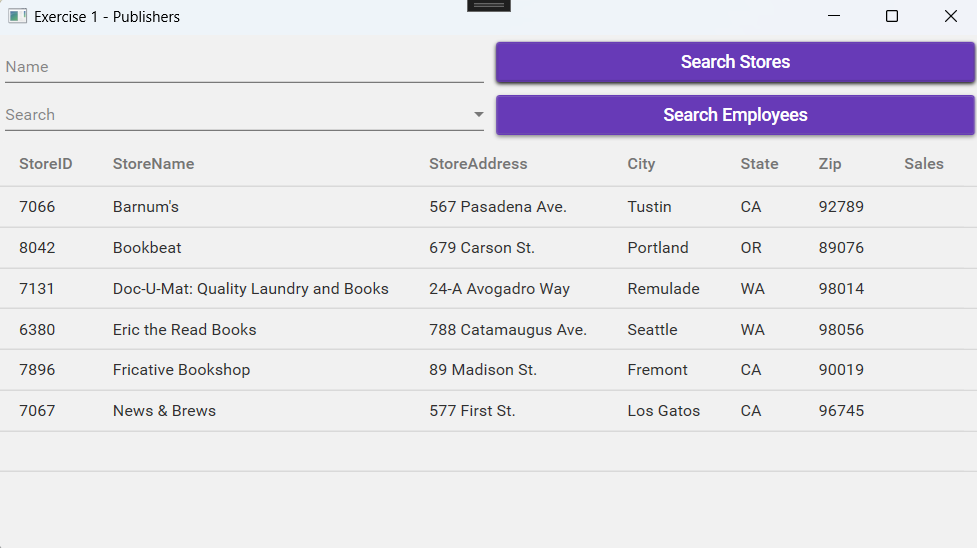 Exercise 1 - Publishers
Name
Search Stores
Search
Search Employees
StoreID StoreName StoreAddress City State Zip Sales
7066 Barnum's 567 Pasadena Ave. Tustin CA 92789
8042 Bookbeat 679 Carson St. Portland OR 89076
7131 Doc-U-Mat: Quality Laundry and Books 24-A Avogadro Way Remulade WA 98014
6380 Eric the Read Books 788 Catamaugus Ave. Seattle WA 98056
7896 Fricative Bookshop 89 Madison St. Fremont CA 90019
7067 News & Brews 577 First St. Los Gatos CA 96745